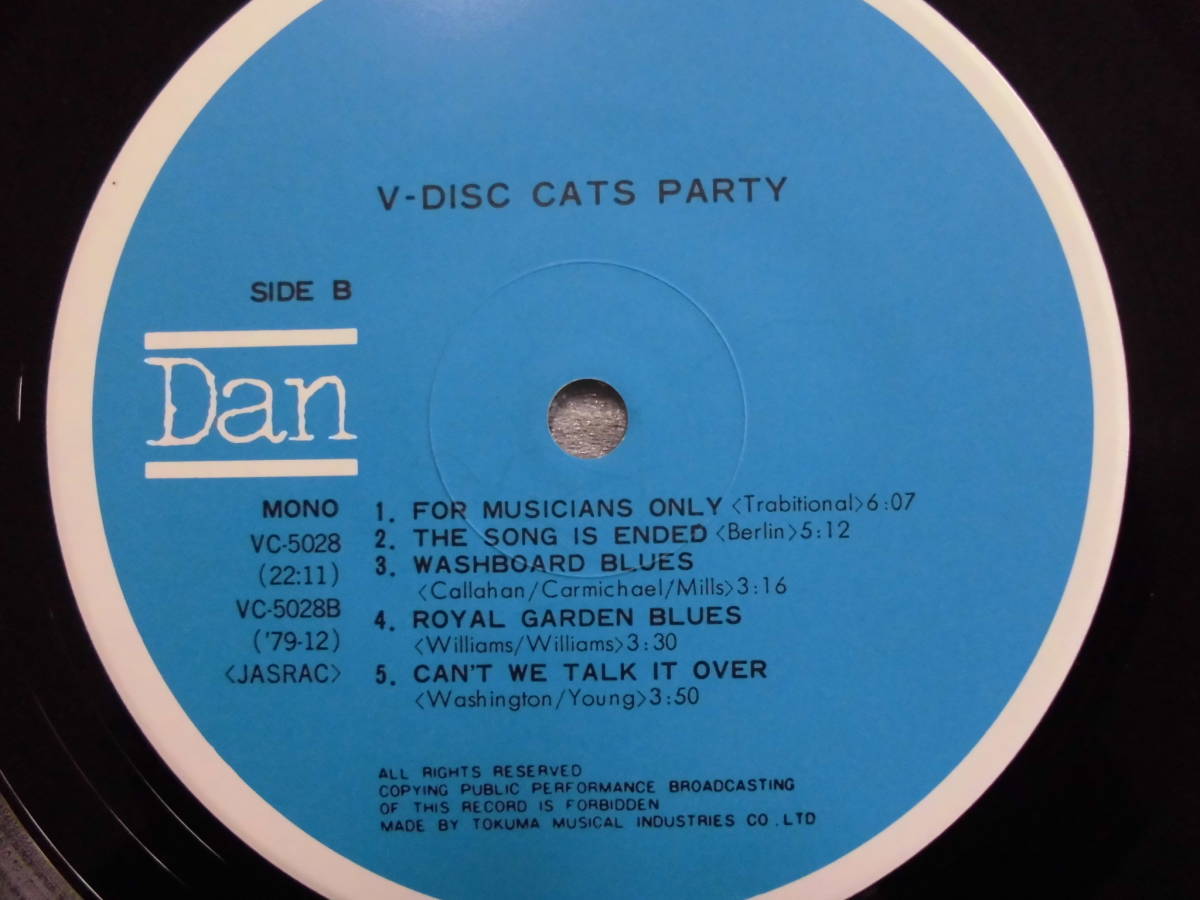 V-DISC CATS PARTY
SIDE B
Dan
MONO
VC-5028
(22:11)
VC-5028B
('79-12)
<JASRAC>
1. FOR MUSICIANS ONLY <Trabitional>6:07
2. THE SONG IS ENDED <Berlin>5:12
3. WASHBOARD BLUES
<Callahan/Carmichael/Mills>3:16
4. ROYAL GARDEN BLUES
<Williams/Williams>3:30
5. CAN'T WE TALK IT OVER
<Washington/Young>3:50
ALL RIGHTS RESERVED
COPYING PUBLIC PERFORMANCE BROADCASTING
OF THIS RECORD IS FORBIDDEN
MADE BY TOKUMA MUSICAL INDUSTRIES CO.,LTD